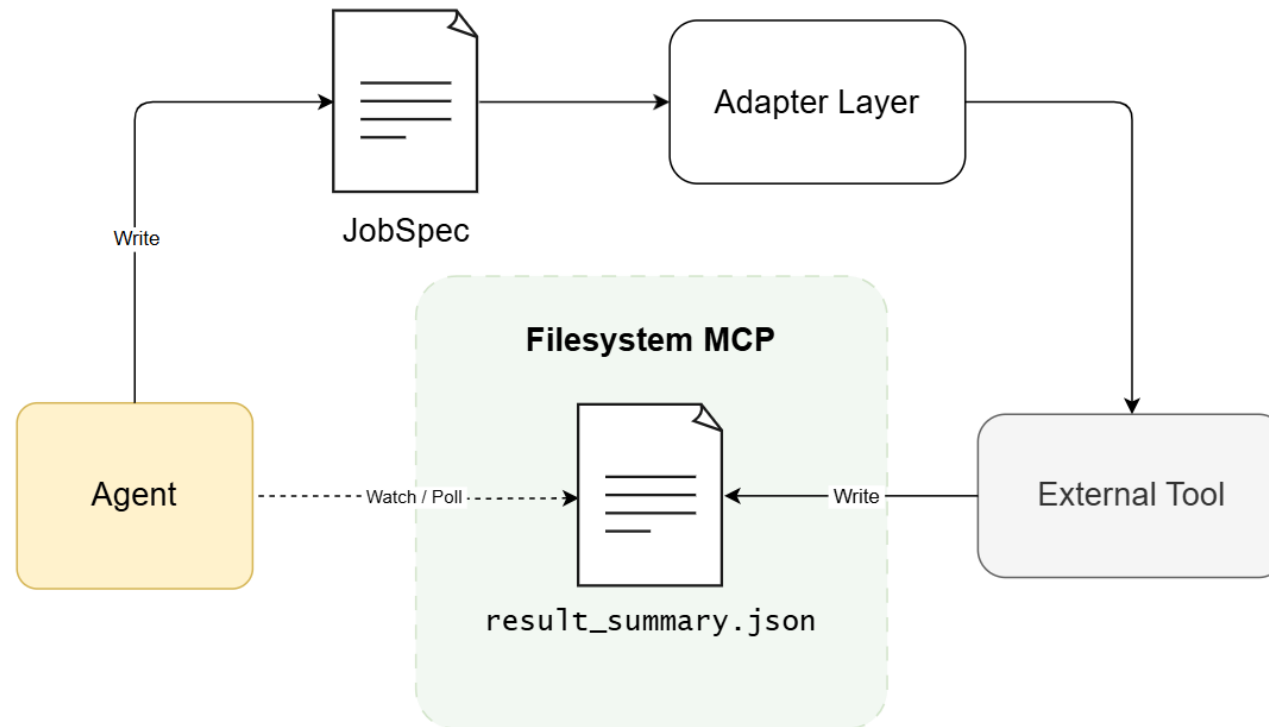 Adapter Layer
JobSpec
Write
Filesystem MCP
Agent
Watch / Poll
Write
External Tool
result_summary.json